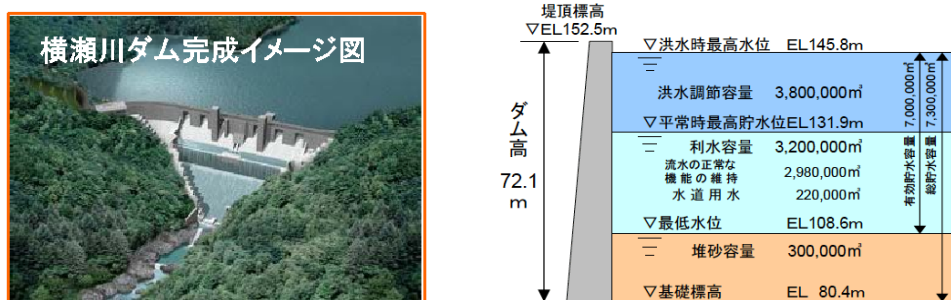 横瀬川ダム完成イメージ図
堤頂標高
▽EL152.5m
▽洪水時最高水位 EL145.8m
洪水調節容量 3,800,000㎥
▽平常時最高貯水位EL131.9m
利水容量 3,200,000㎥
流水の正常な
機能の維持 2,980,000㎥
水道用水 220,000㎥
▽最低水位 EL108.6m
堆砂容量 300,000㎥
▽基礎標高 EL 80.4m
ダム高
72.1
m
有効貯水容量 7,000,000㎥
総貯水容量 7,300,000㎥